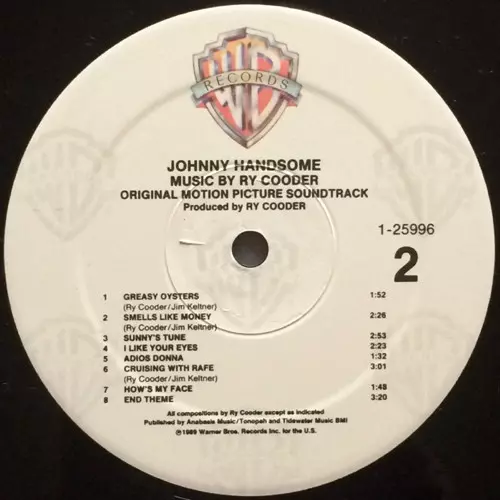 WB
RECORDS
JOHNNY HANDSOME
MUSIC BY RY COODER
ORIGINAL MOTION PICTURE SOUNDTRACK
Produced by RY COODER
1-25996
2
1 GREASY OYSTERS 1:52
(Ry Cooder/Jim Keltner)
2 SMELLS LIKE MONEY 2:26
(Ry Cooder/Jim Keltner)
3 SUNNY'S TUNE 2:53
4 I LIKE YOUR EYES 2:23
5 ADIOS DONNA 1:32
6 CRUISING WITH RAFE 3:01
(Ry Cooder/Jim Keltner)
7 HOW'S MY FACE 1:48
8 END THEME 3:20
All compositions by Ry Cooder except as indicated
Published by Anabasis Music/Tonopah and Tidewater Music BMI
℗1989 Warner Bros. Records Inc. for the U.S.